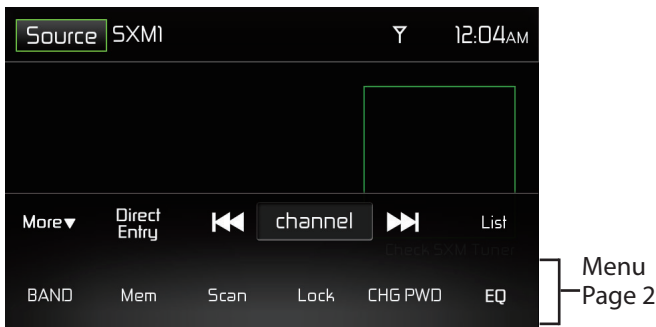 Source SXM1 12:04AM
More▼ Direct Entry channel List
Check SXM Tuner
BAND Mem Scan Lock CHG PWD EQ
Menu
Page 2